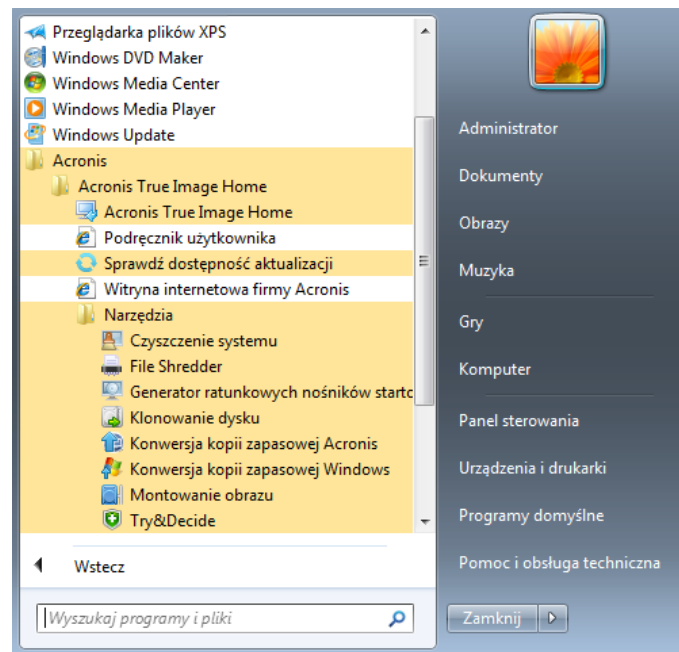 Przeglądarka plików XPS
Windows DVD Maker
Windows Media Center
Windows Media Player
Windows Update
Acronis
Acronis True Image Home
Acronis True Image Home
Podręcznik użytkownika
Sprawdź dostępność aktualizacji
Witryna internetowa firmy Acronis
Narzędzia
Czyszczenie systemu
File Shredder
Generator ratunkowych nośników startc
Klonowanie dysku
Konwersja kopii zapasowej Acronis
Konwersja kopii zapasowej Windows
Montowanie obrazu
Try&Decide
Wstecz
Wyszukaj programy i pliki
Administrator
Dokumenty
Obrazy
Muzyka
Gry
Komputer
Panel sterowania
Urządzenia i drukarki
Programy domyślne
Pomoc i obsługa techniczna
Zamknij